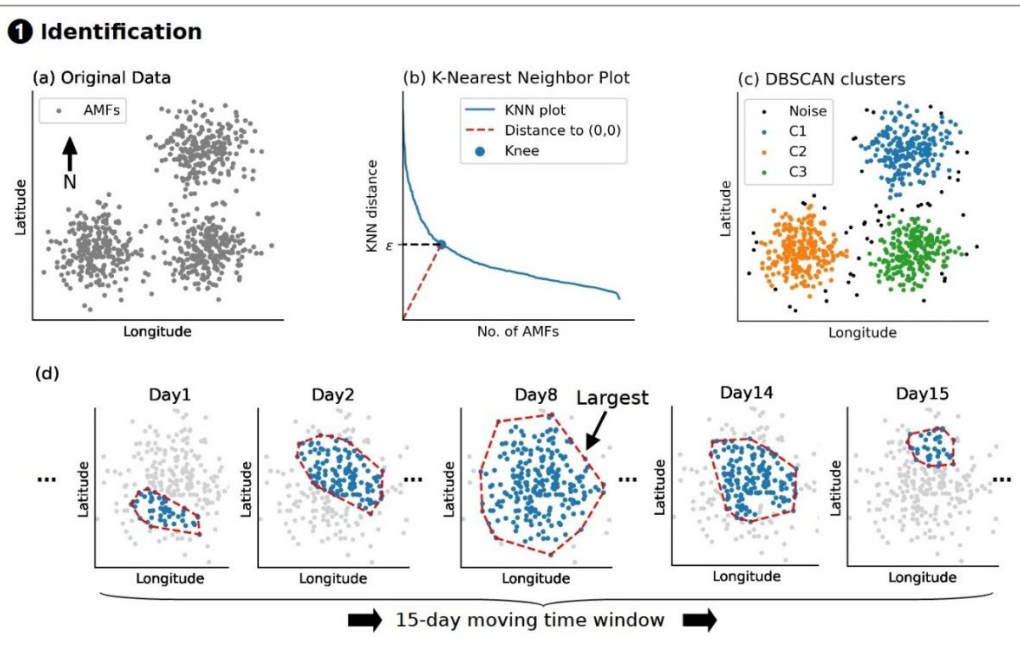 1 Identification
(a) Original Data
AMFs
N
Latitude
Longitude
(b) K-Nearest Neighbor Plot
KNN plot
Distance to (0,0)
Knee
KNN distance
ε
No. of AMFs
(c) DBSCAN clusters
Noise
C1
C2
C3
Latitude
Longitude
(d)
Day1
Latitude
Longitude
Day2
Latitude
Longitude
Day8
Largest
Latitude
Longitude
Day14
Latitude
Longitude
Day15
Latitude
Longitude
...
...
...
...
15-day moving time window